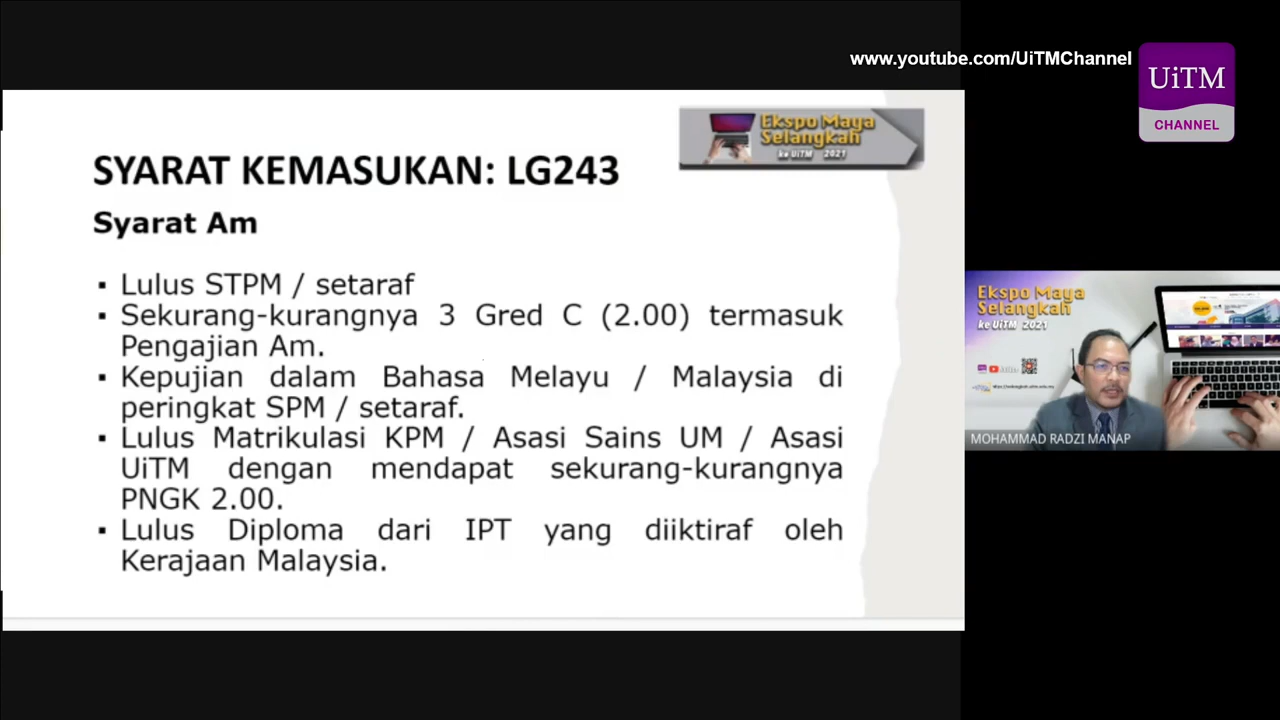 www.youtube.com/UiTMChannel
UiTM
CHANNEL
Ekspo Maya
Selangkah
ke UiTM 2021
SYARAT KEMASUKAN: LG243
Syarat Am
▪ Lulus STPM / setaraf
▪ Sekurang-kurangnya 3 Gred C (2.00) termasuk
Pengajian Am.
▪ Kepujian dalam Bahasa Melayu / Malaysia di
peringkat SPM / setaraf.
▪ Lulus Matrikulasi KPM / Asasi Sains UM / Asasi
UiTM dengan mendapat sekurang-kurangnya
PNGK 2.00.
▪ Lulus Diploma dari IPT yang diiktiraf oleh
Kerajaan Malaysia.
Ekspo Maya
Selangkah
ke UiTM 2021
MOHAMMAD RADZI MANAP